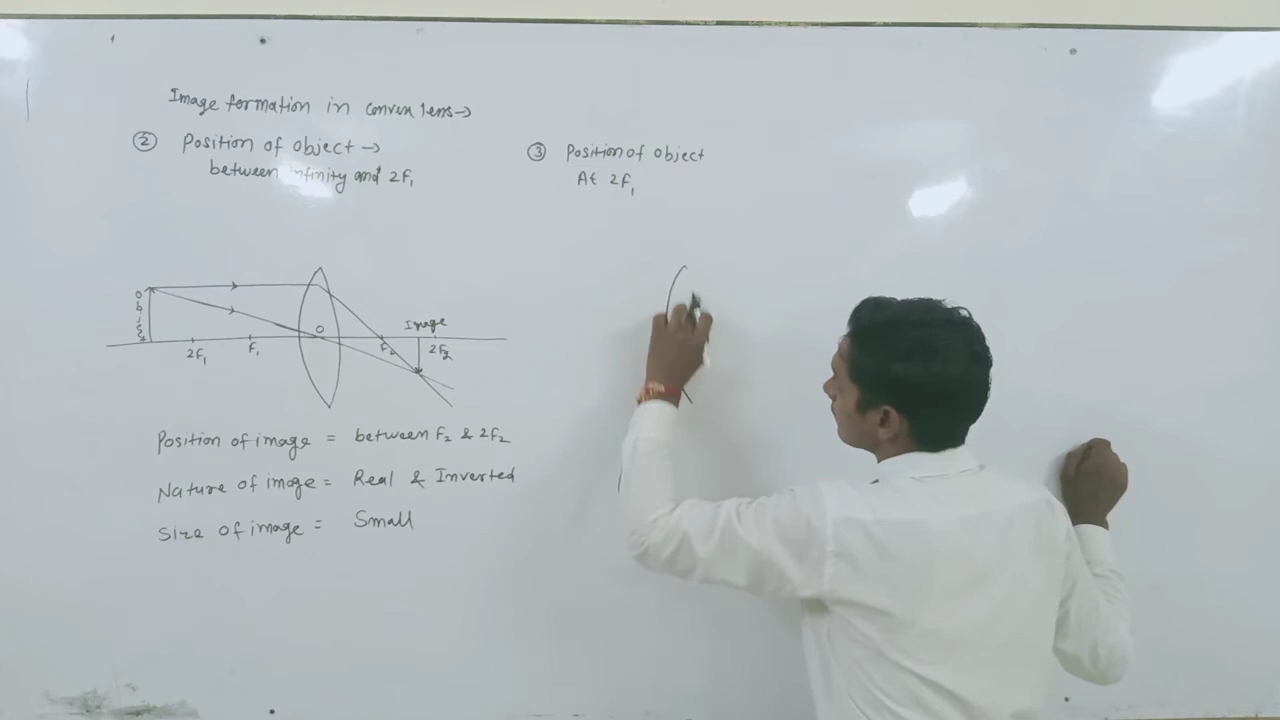 Image formation in convex lens→
② Position of object →
between infinity and 2F₁
③ Position of object
At 2F₁
Object
2F₁
F₁
O
F₂
Image
2F₂
Position of image = between F₂ & 2F₂
Nature of image = Real & Inverted
Size of image = Small